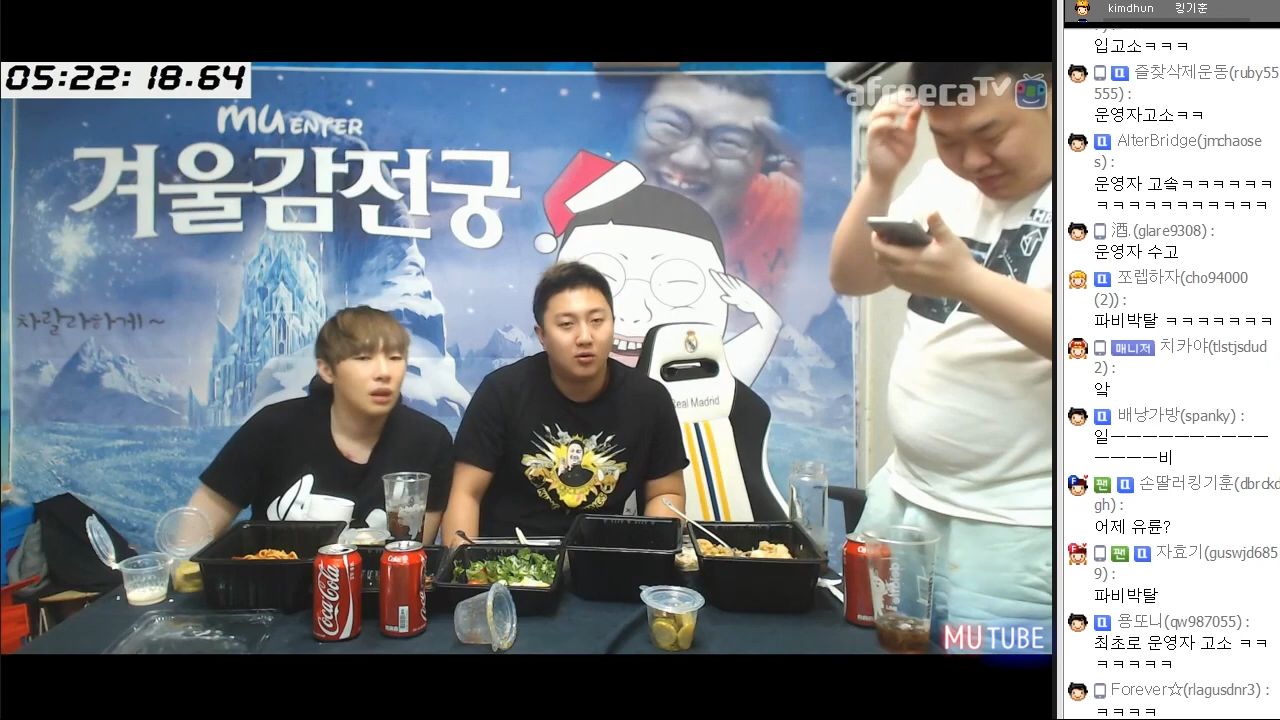 05:22:18.64
afreecaTV
MU ENTER
겨울감전궁
차랄라하게~
Real Madrid
Coca-Cola
MUTUBE
kimdhun 킹기훈
입고소ㅋㅋㅋ
즐찾삭제운동(ruby55
555) :
운영자고소ㅋㅋ
AlterBridge(jmchaose
s) :
운영자 고속ㅋㅋㅋㅋㅋㅋ
ㅋㅋㅋㅋㅋㅋㅋㅋㅋㅋㅋ
酒.(glare9308) :
운영자 수고
쪼렙하자(cho94000
(2)) :
파비박탈 ㅋㅋㅋㅋㅋㅋㅋ
매니저 치카야(tlstjsdud
2) :
앜
배낭가방(spanky) :
일ㅡㅡㅡㅡㅡㅡㅡㅡㅡㅡ
ㅡㅡㅡㅡ비
팬 손딸러킹기훈(dbrckd
gh) :
어제 유뮨?
팬 자효기(guswjd685
9) :
파비박탈
용또니(qw987055) :
최초로 운영자 고소 ㅋㅋ
ㅋㅋㅋㅋㅋ
Forever☆(rlagusdnr3) :
ㅋㅋㅋㅋ